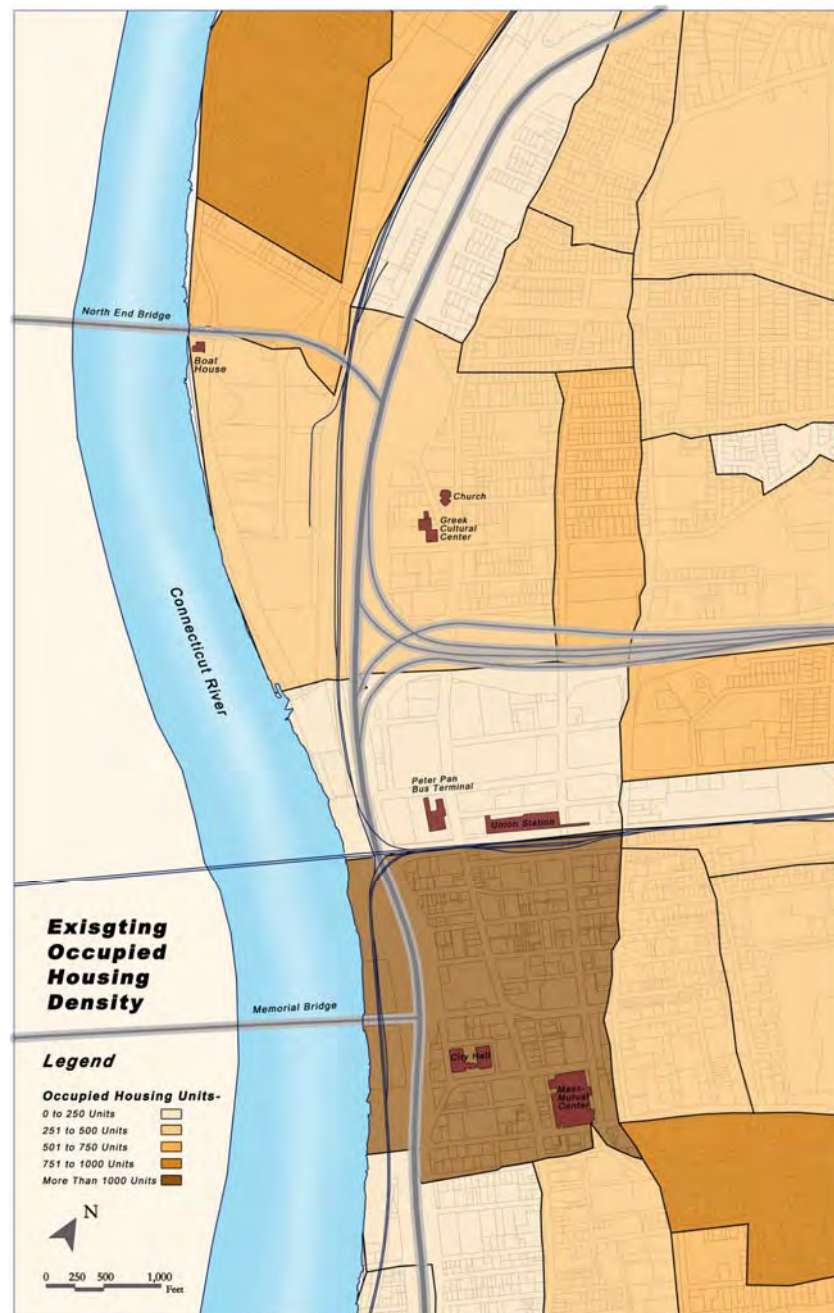 North End Bridge
Boat
House
Church
Greek
Cultural
Center
Connecticut River
Peter Pan
Bus Terminal
Union Station
Exisgting
Occupied
Housing
Density
Memorial Bridge
City Hall
Mass-
Mutual
Center
Legend
Occupied Housing Units-
0 to 250 Units
251 to 500 Units
501 to 750 Units
751 to 1000 Units
More Than 1000 Units
N
0 250 500 1,000
Feet